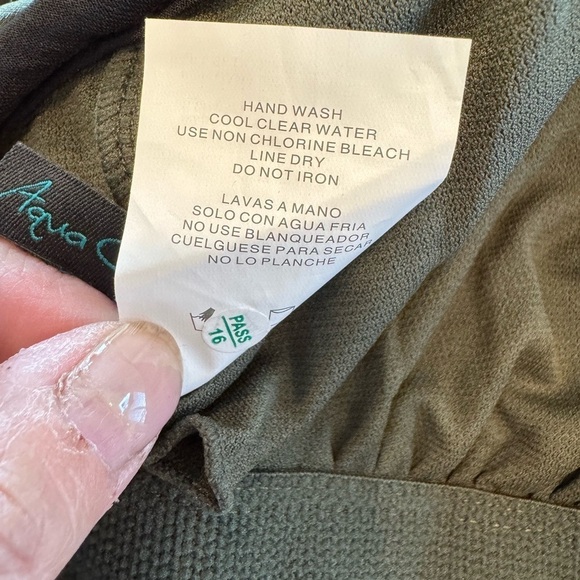 HAND WASH
COOL CLEAR WATER
USE NON CHLORINE BLEACH
LINE DRY
DO NOT IRON
LAVAS A MANO
SOLO CON AGUA FRIA
NO USE BLANQUEADOR
CUELGUESE PARA SECAR
NO LO PLANCHE
Aqua
PASS
16